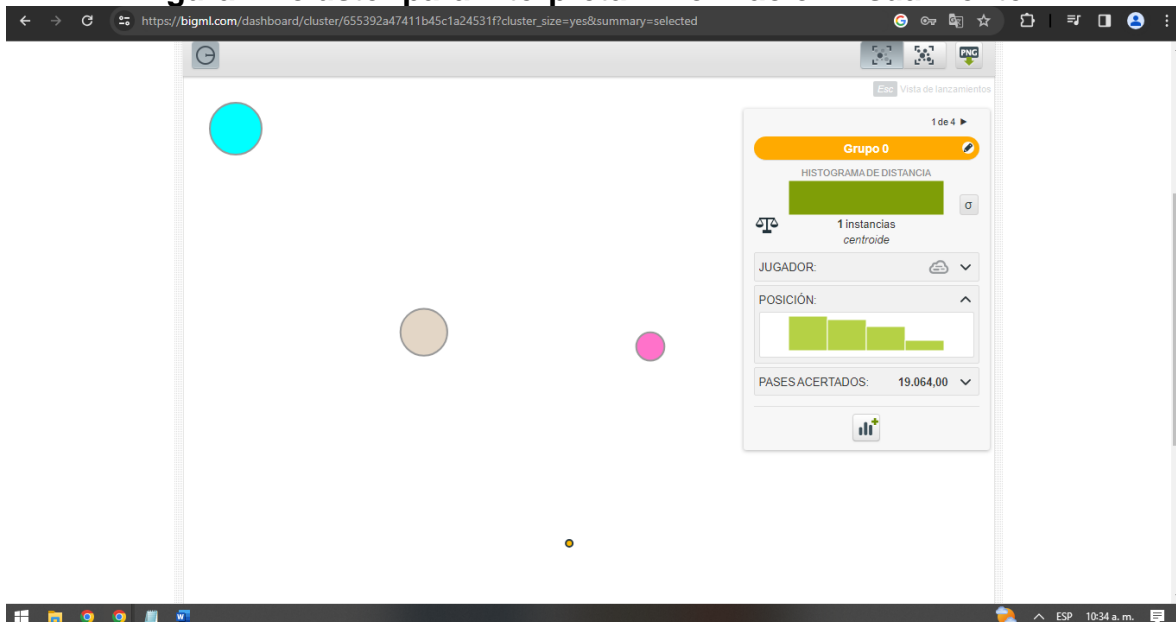 https://bigml.com/dashboard/cluster/655392a47411b45c1a24531f?cluster_size=yes&summary=selected
PNG
Esc Vista de lanzamientos
1 de 4
Grupo 0
HISTOGRAMA DE DISTANCIA
σ
1 instancias
centroide
JUGADOR:
POSICIÓN:
PASES ACERTADOS: 19.064,00
ESP 10:34 a. m.